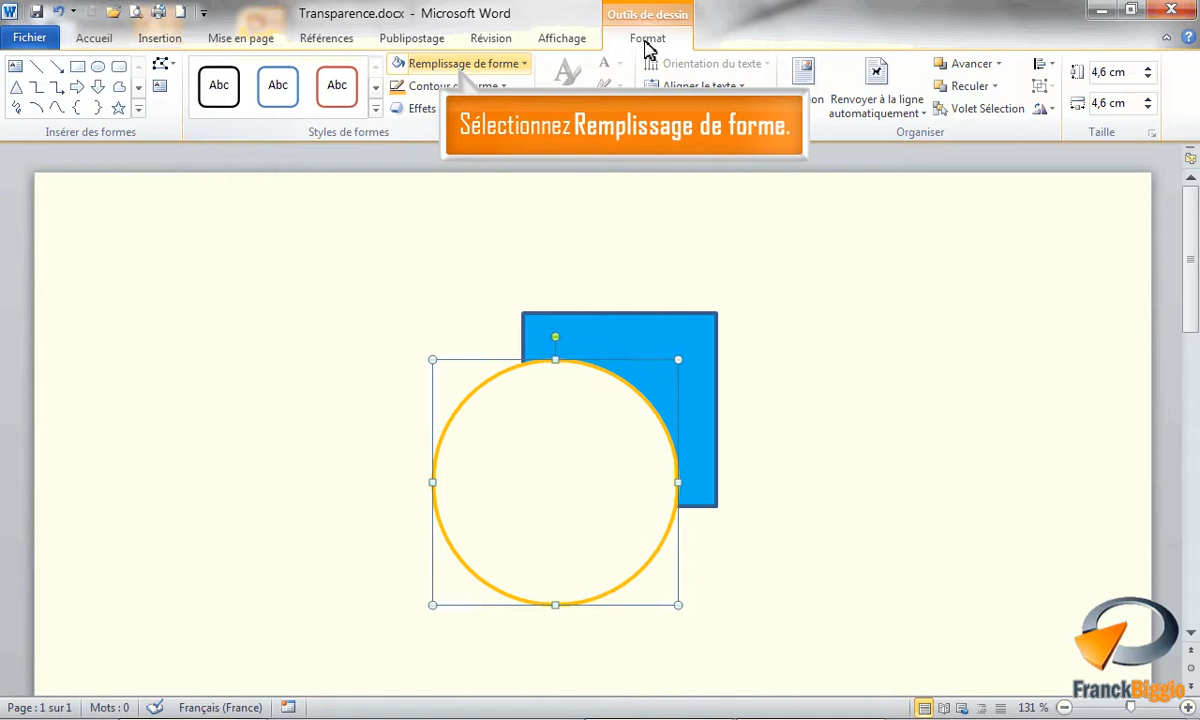 Transparence.docx - Microsoft Word
Outils de dessin
Fichier
Accueil
Insertion
Mise en page
Références
Publipostage
Révision
Affichage
Format
Remplissage de forme
Orientation du texte
Avancer
4,6 cm
Abc
Abc
Abc
Renvoyer à la ligne
automatiquement
Reculer
Effets
Volet Sélection
4,6 cm
Sélectionnez Remplissage de forme.
Insérer des formes
Styles de formes
Organiser
Taille
FranckBiggio
Page : 1 sur 1
Mots : 0
Français (France)
131 %